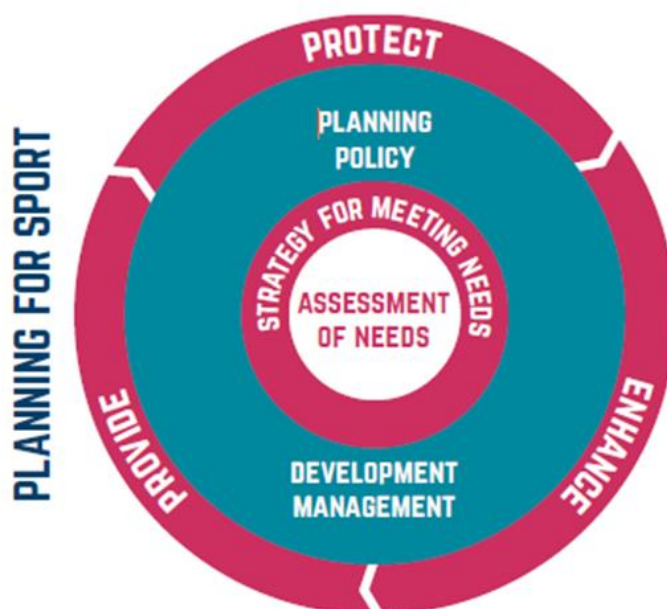 PLANNING FOR SPORT
PROTECT
PLANNING
POLICY
STRATEGY FOR MEETING NEEDS
ASSESSMENT
OF NEEDS
DEVELOPMENT
MANAGEMENT
PROVIDE
ENHANCE